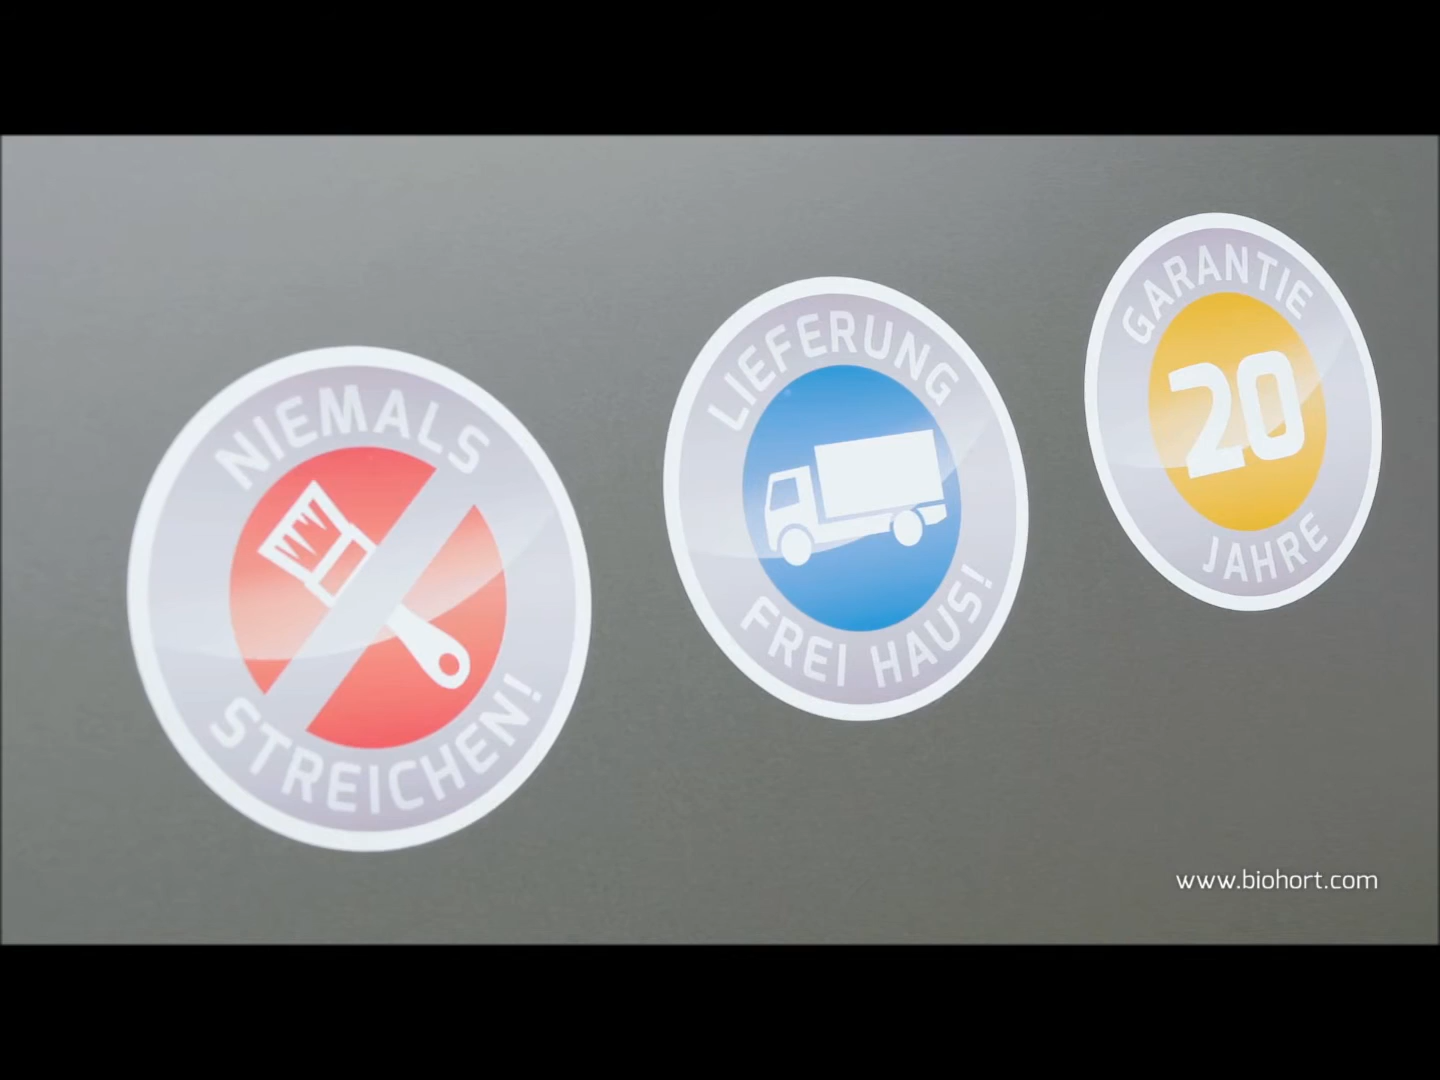 NIEMALS
STREICHEN!
LIEFERUNG
FREI HAUS!
GARANTIE
20
JAHRE
www.biohort.com